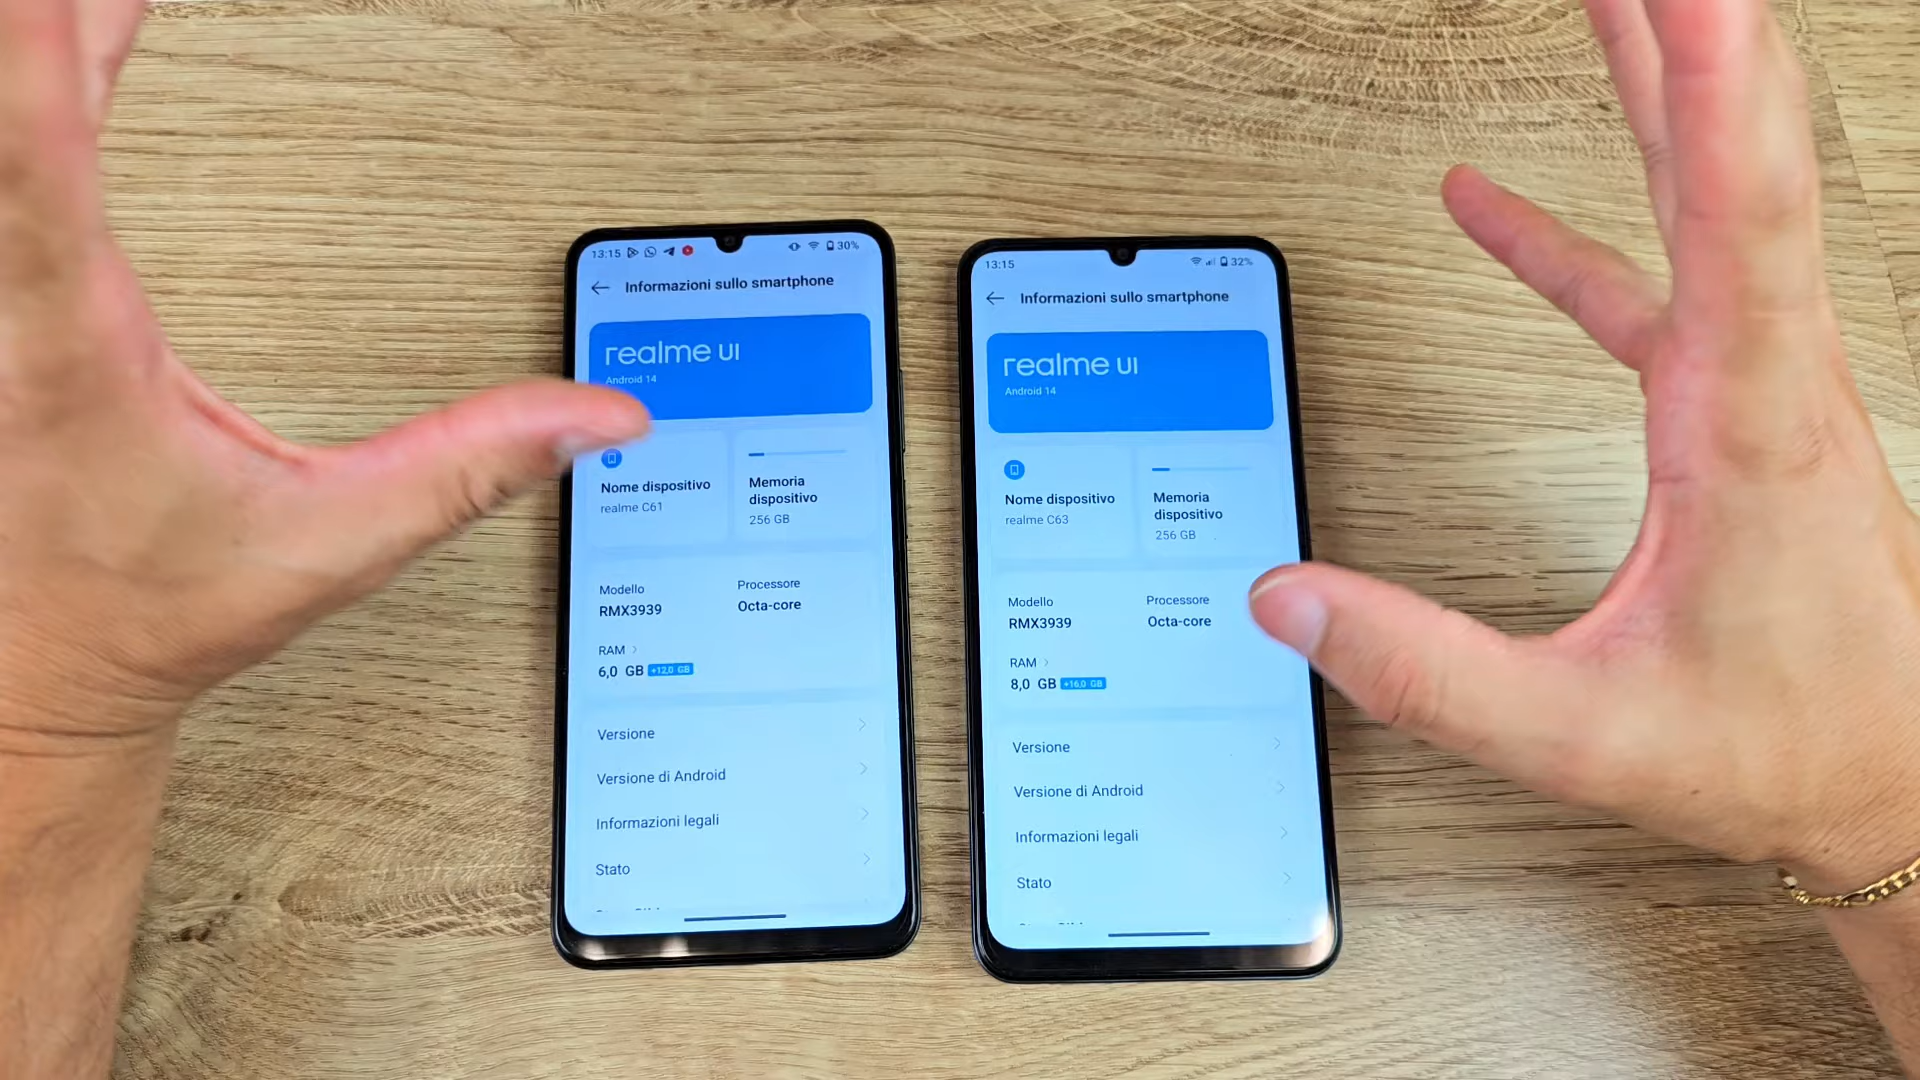 13:15
30%
Informazioni sullo smartphone
realme UI
Android 14
Nome dispositivo
realme C61
Memoria
dispositivo
256 GB
Modello
RMX3939
Processore
Octa-core
RAM
6,0 GB +12,0 GB
Versione
Versione di Android
Informazioni legali
Stato
13:15
32%
Informazioni sullo smartphone
realme UI
Android 14
Nome dispositivo
realme C63
Memoria
dispositivo
256 GB
Modello
RMX3939
Processore
Octa-core
RAM
8,0 GB +16,0 GB
Versione
Versione di Android
Informazioni legali
Stato